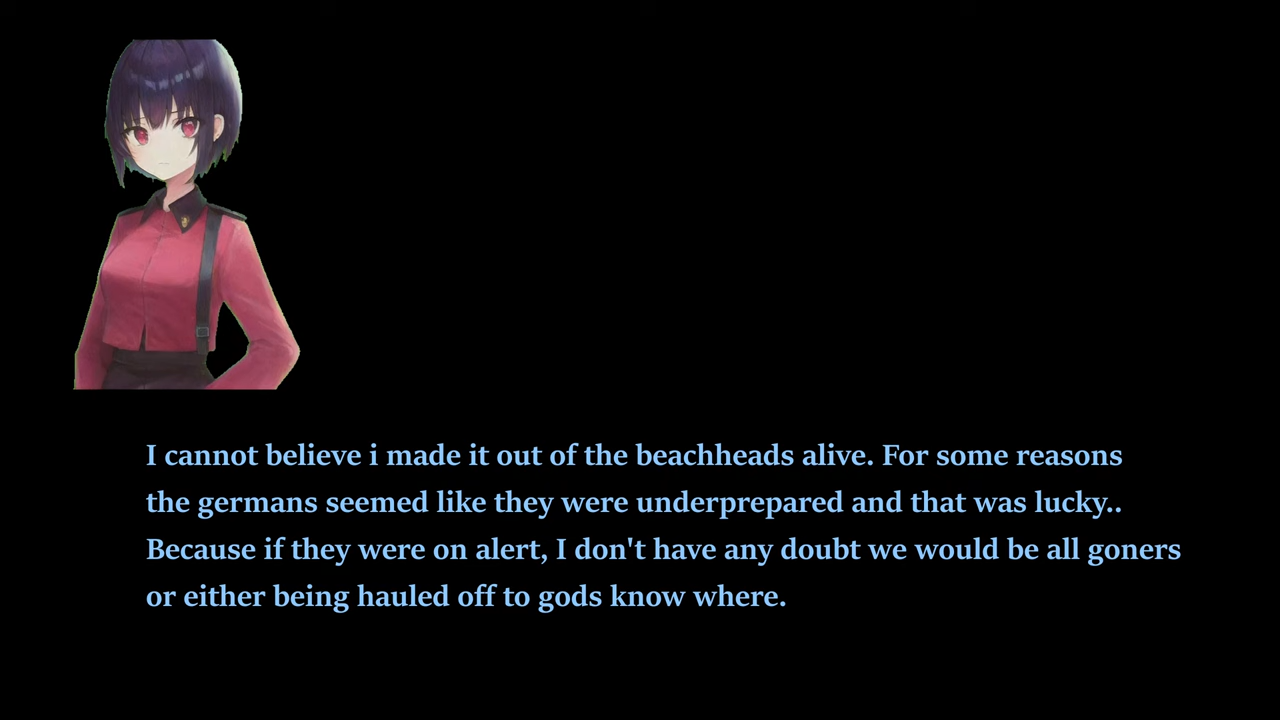 I cannot believe i made it out of the beachheads alive. For some reasons
the germans seemed like they were underprepared and that was lucky..
Because if they were on alert, I don't have any doubt we would be all goners
or either being hauled off to gods know where.